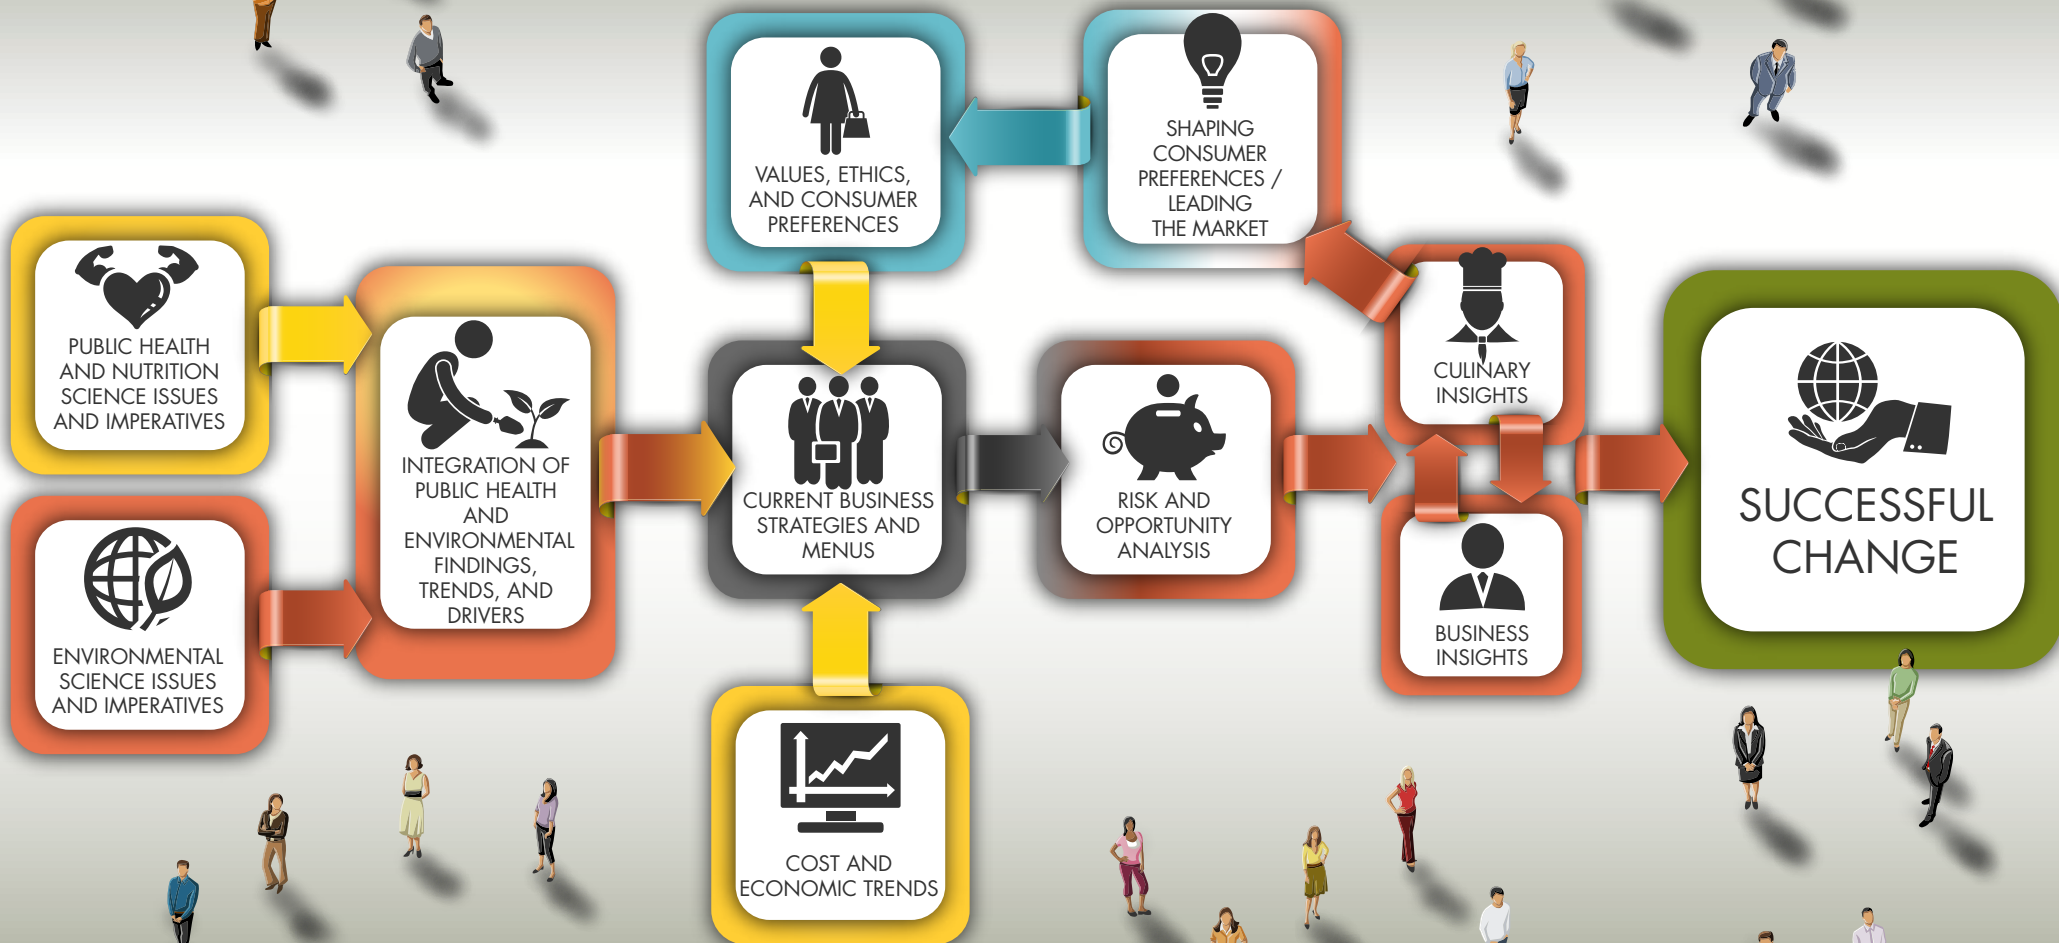 PUBLIC HEALTH
AND NUTRITION
SCIENCE ISSUES
AND IMPERATIVES
ENVIRONMENTAL
SCIENCE ISSUES
AND IMPERATIVES
INTEGRATION OF
PUBLIC HEALTH
AND
ENVIRONMENTAL
FINDINGS,
TRENDS, AND
DRIVERS
VALUES, ETHICS,
AND CONSUMER
PREFERENCES
CURRENT BUSINESS
STRATEGIES AND
MENUS
COST AND
ECONOMIC TRENDS
SHAPING
CONSUMER
PREFERENCES /
LEADING
THE MARKET
RISK AND
OPPORTUNITY
ANALYSIS
CULINARY
INSIGHTS
BUSINESS
INSIGHTS
SUCCESSFUL
CHANGE